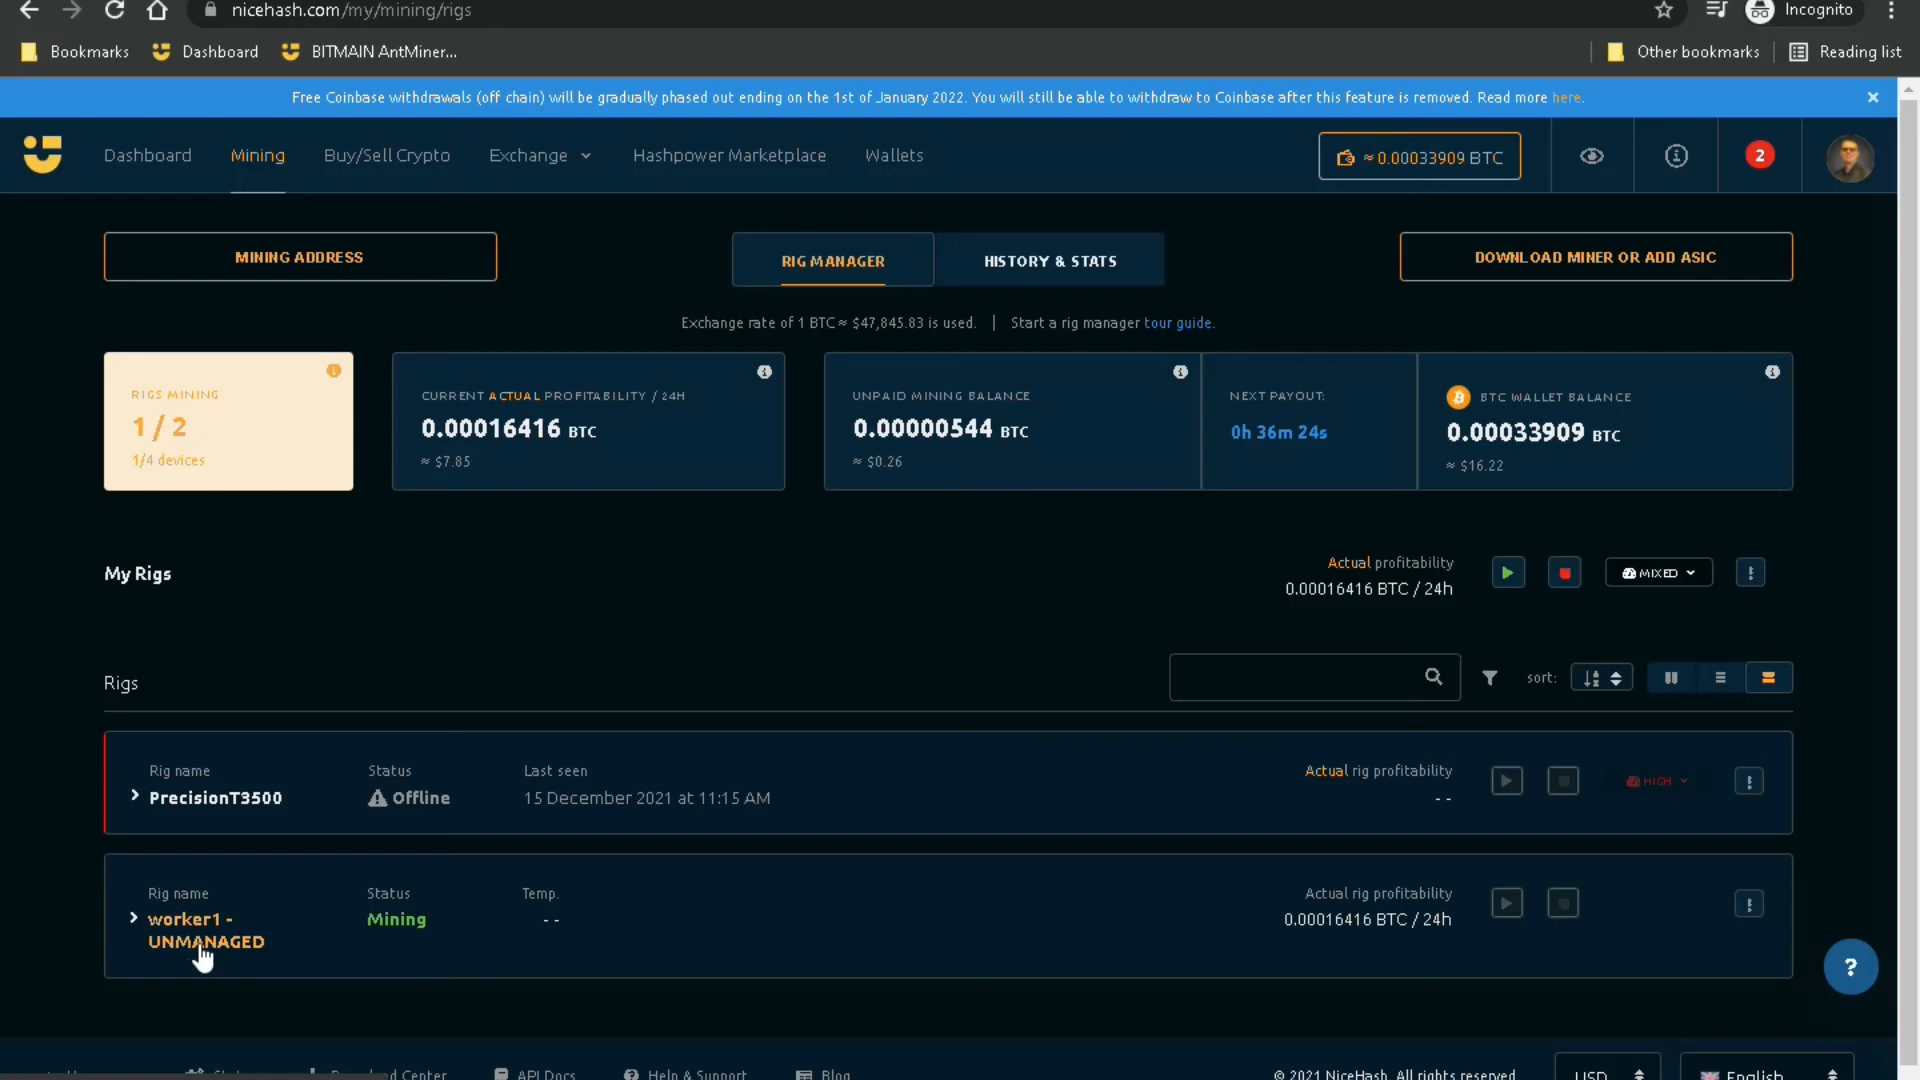 nicehash.com/my/mining/rigs
Incognito
Bookmarks Dashboard BITMAIN AntMiner... Other bookmarks Reading list
Free Coinbase withdrawals (off chain) will be gradually phased out ending on the 1st of January 2022. You will still be able to withdraw to Coinbase after this feature is removed. Read more here.
Dashboard Mining Buy/Sell Crypto Exchange Hashpower Marketplace Wallets ≈ 0.00033909 BTC 2
MINING ADDRESS RIG MANAGER HISTORY & STATS DOWNLOAD MINER OR ADD ASIC
Exchange rate of 1 BTC ≈ $47,845.83 is used. | Start a rig manager tour guide.
RIGS MINING
1 / 2
1/4 devices
CURRENT ACTUAL PROFITABILITY / 24H
0.00016416 BTC
≈ $7.85
UNPAID MINING BALANCE
0.00000544 BTC
≈ $0.26
NEXT PAYOUT:
0h 36m 24s
BTC WALLET BALANCE
0.00033909 BTC
≈ $16.22
My Rigs
Actual profitability
0.00016416 BTC / 24h
MIXED
Rigs
sort:
Rig name Status Last seen Actual rig profitability
PrecisionT3500 Offline 15 December 2021 at 11:15 AM - -
HIGH
Rig name Status Temp. Actual rig profitability
worker1 - Mining - - 0.00016416 BTC / 24h
UNMANAGED
?
Center API Docs Help & Support Blog © 2021 NiceHash. All rights reserved USD English